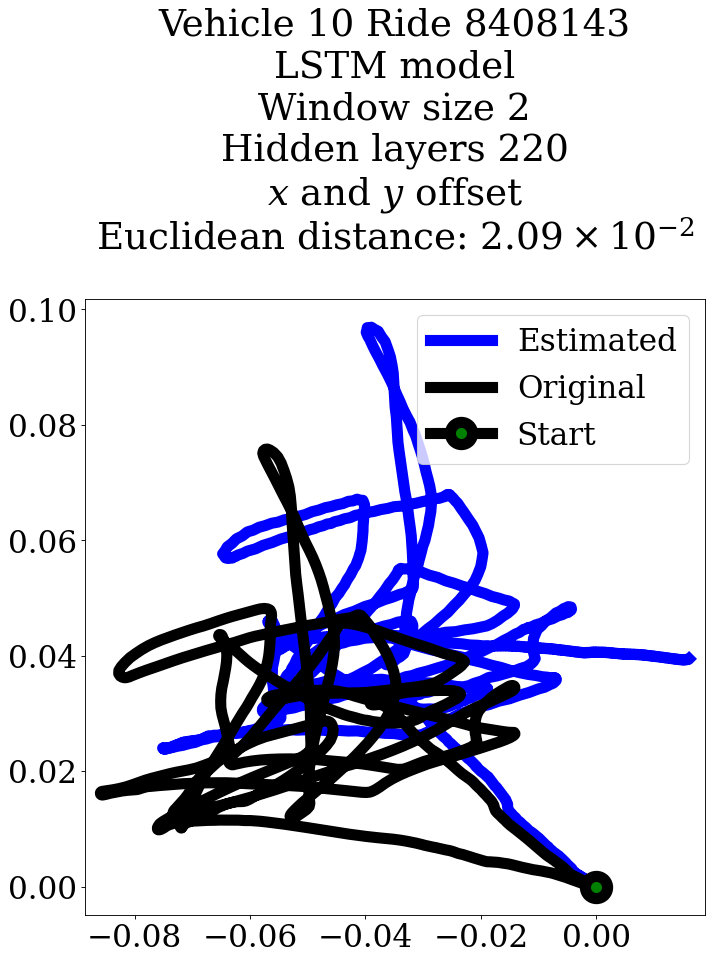 Vehicle 10 Ride 8408143
LSTM model
Window size 2
Hidden layers 220
x and y offset
Euclidean distance: 2.09 × 10⁻²
0.10
0.08
0.06
0.04
0.02
0.00
Estimated
Original
Start
−0.08 −0.06 −0.04 −0.02 0.00